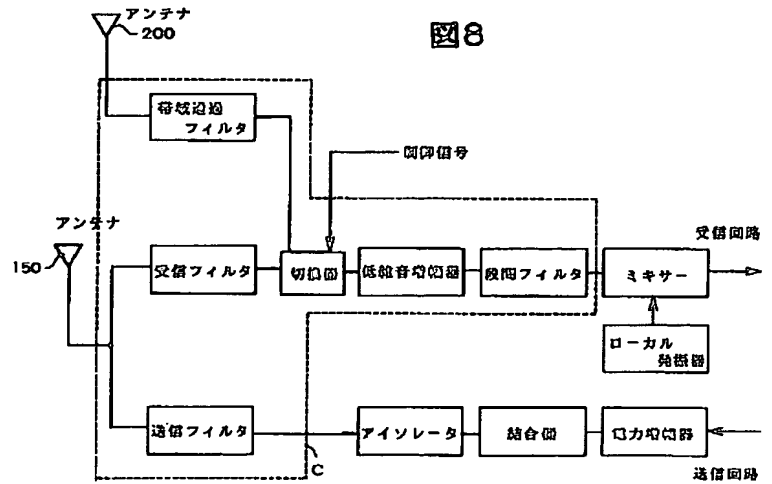 図8
アンテナ
200
帯域通過
フィルタ
制御信号
アンテナ
150
受信フィルタ
切換器
低雑音増幅器
段間フィルタ
ミキサー
受信回路
ローカル
発振器
送信フィルタ
アイソレータ
結合器
電力増幅器
C
送信回路